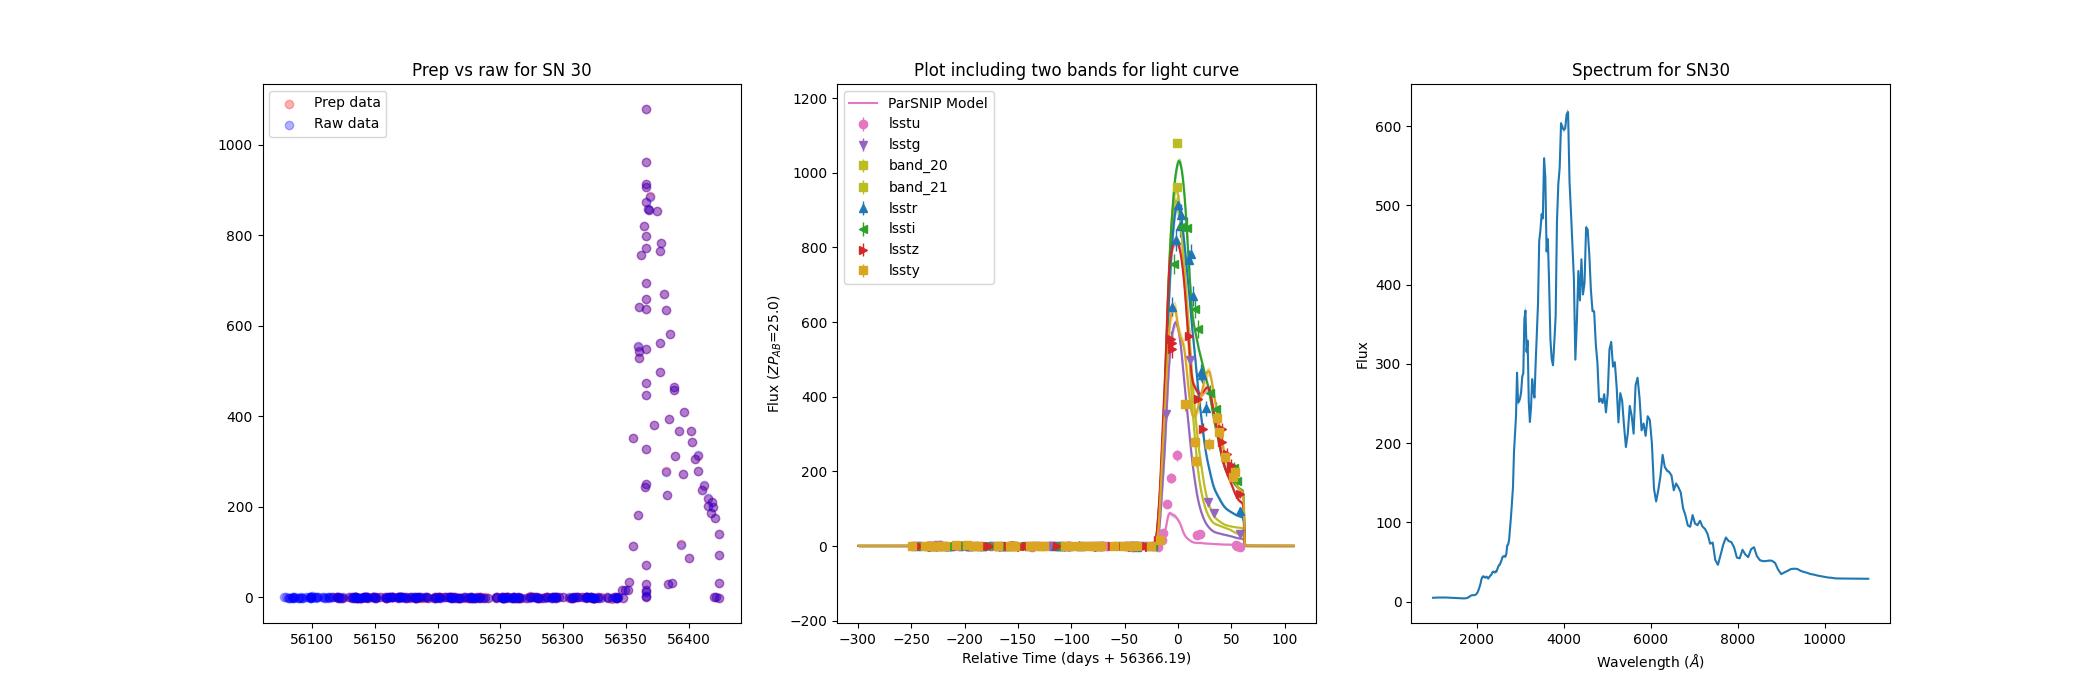 Prep vs raw for SN 30
Prep data
Raw data
1000
800
600
400
200
0
56100
56150
56200
56250
56300
56350
56400
Plot including two bands for light curve
ParSNIP Model
lsstu
lsstg
band_20
band_21
lsstr
lssti
lsstz
lssty
Flux (ZP_AB=25.0)
1200
1000
800
600
400
200
0
−200
−300
−250
−200
−150
−100
−50
0
50
100
Relative Time (days + 56366.19)
Spectrum for SN30
Flux
600
500
400
300
200
100
0
2000
4000
6000
8000
10000
Wavelength (Å)